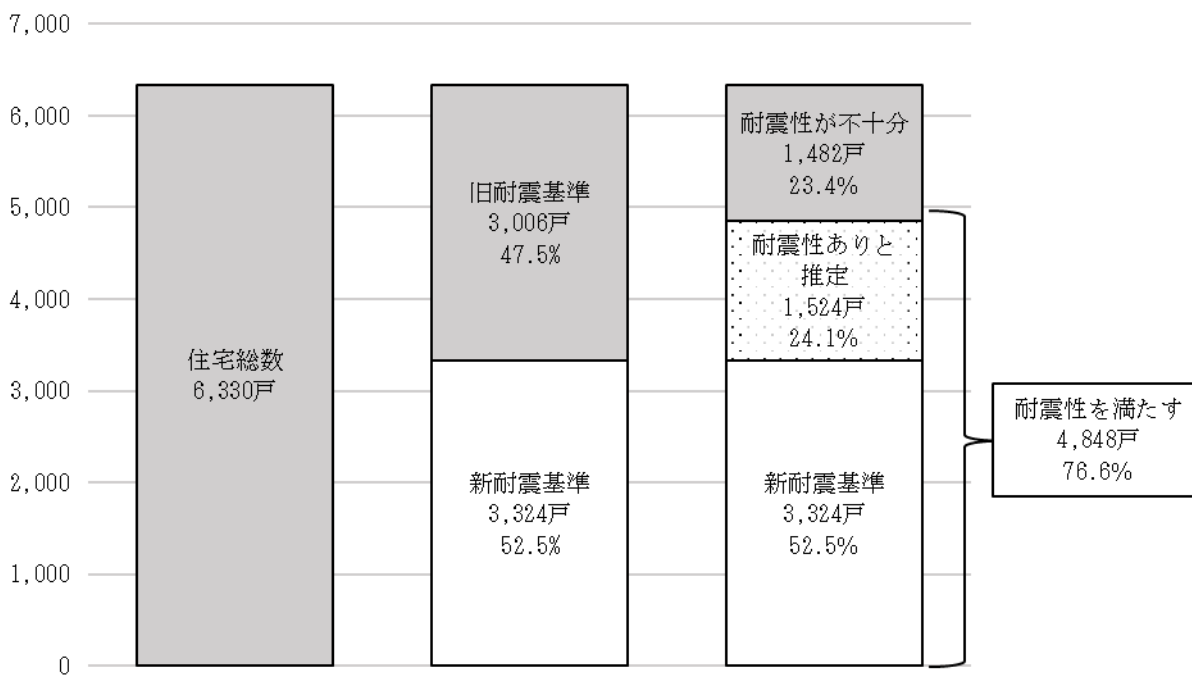 7,000
6,000
5,000
4,000
3,000
2,000
1,000
0
住宅総数
6,330戸
旧耐震基準
3,006戸
47.5%
新耐震基準
3,324戸
52.5%
耐震性が不十分
1,482戸
23.4%
耐震性ありと
推定
1,524戸
24.1%
新耐震基準
3,324戸
52.5%
耐震性を満たす
4,848戸
76.6%